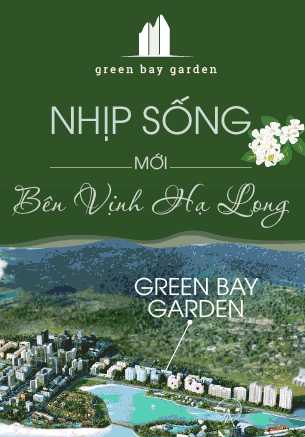 green bay garden
NHỊP SỐNG
MỚI
Bên Vịnh Hạ Long
GREEN BAY
GARDEN